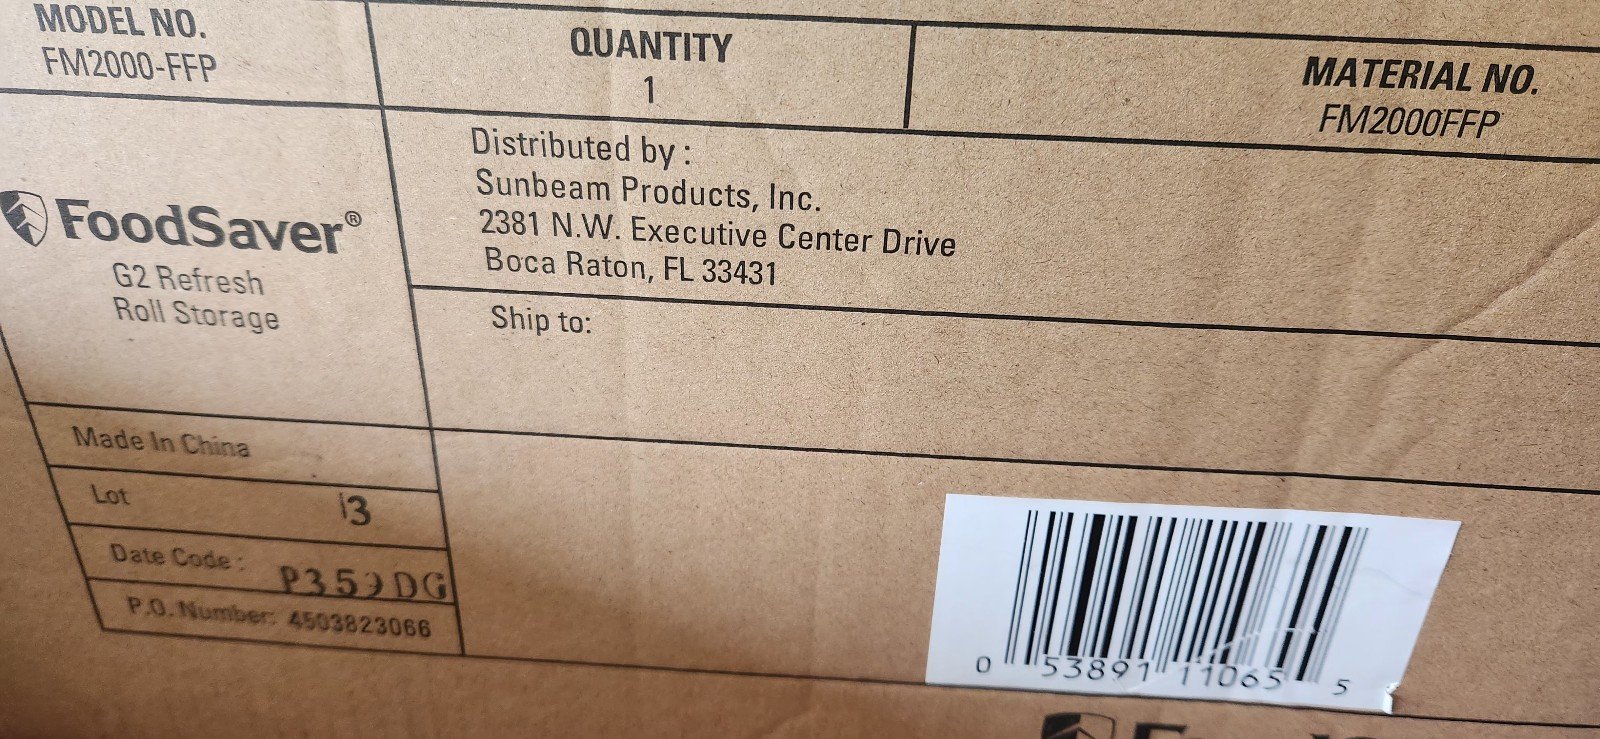 MODEL NO.
FM2000-FFP
QUANTITY
1
MATERIAL NO.
FM2000FFP
FoodSaver®
G2 Refresh
Roll Storage
Distributed by :
Sunbeam Products, Inc.
2381 N.W. Executive Center Drive
Boca Raton, FL 33431
Ship to:
Made In China
Lot 13
Date Code : P359DG
P.O. Number: 4503823066
0 53891 11065 5